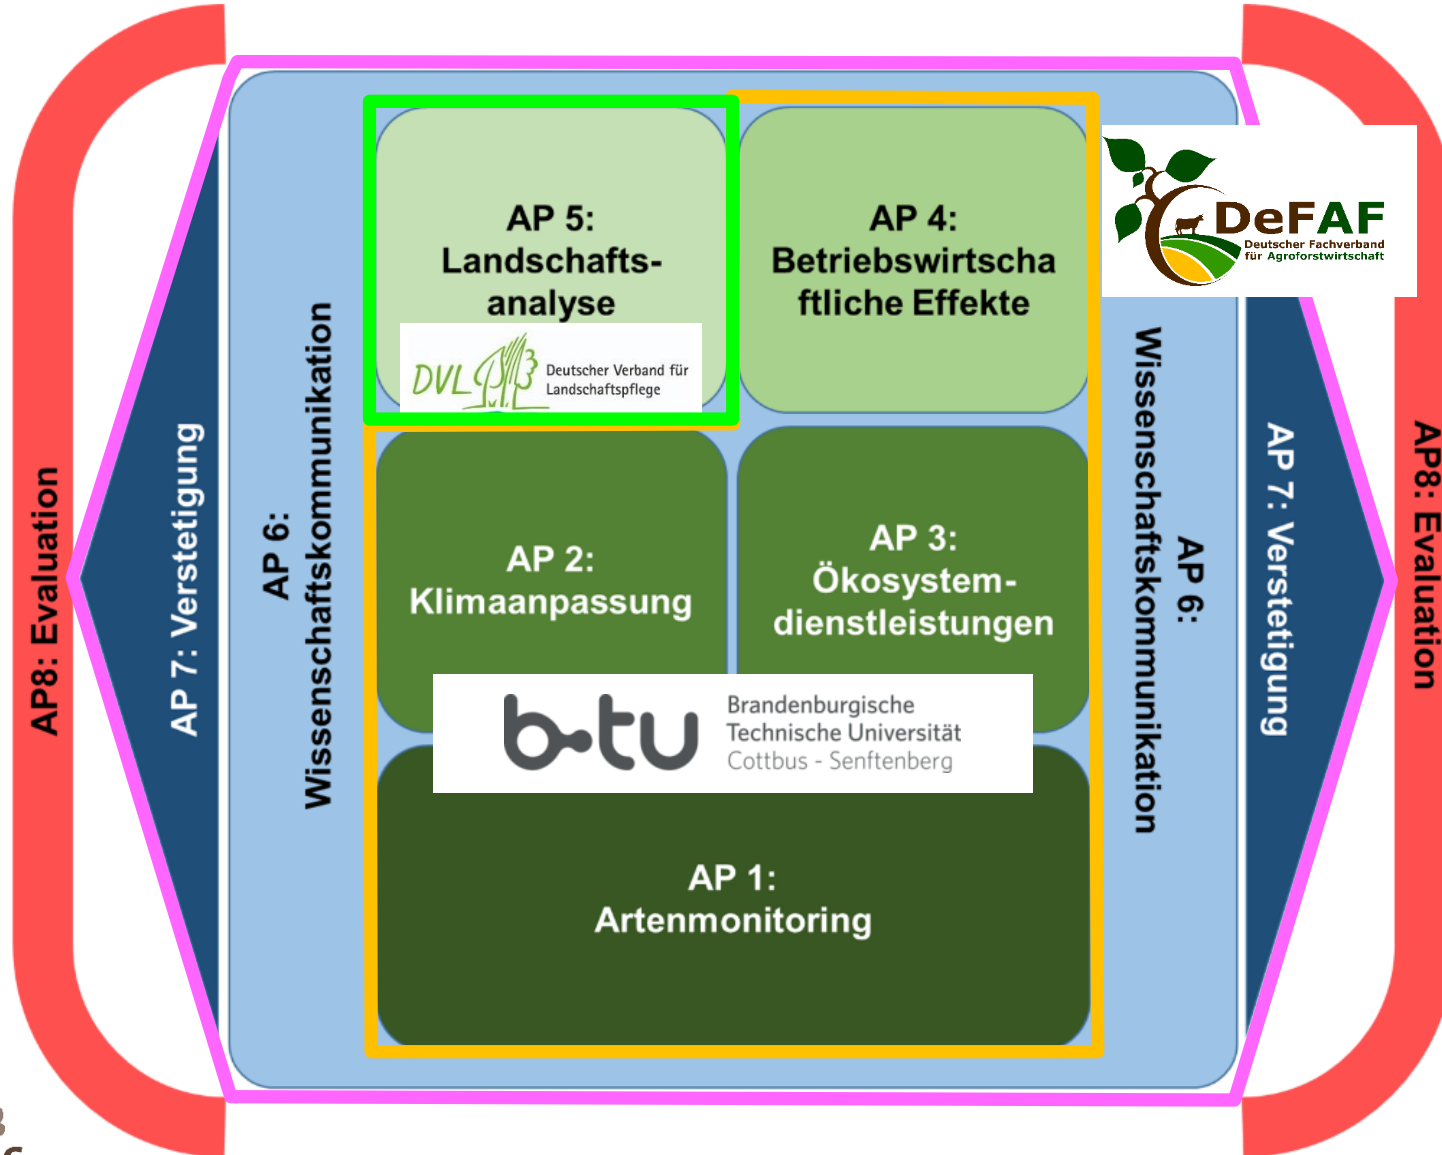 AP8: Evaluation
AP 7: Verstetigung
AP 6:
Wissenschaftskommunikation
AP 5:
Landschafts-
analyse
DVL
Deutscher Verband für
Landschaftspflege
AP 4:
Betriebswirtscha
ftliche Effekte
DeFAF
Deutscher Fachverband
für Agroforstwirtschaft
AP 2:
Klimaanpassung
AP 3:
Ökosystem-
dienstleistungen
b-tu
Brandenburgische
Technische Universität
Cottbus - Senftenberg
AP 1:
Artenmonitoring
AP 6:
Wissenschaftskommunikation
AP 7: Verstetigung
AP8: Evaluation